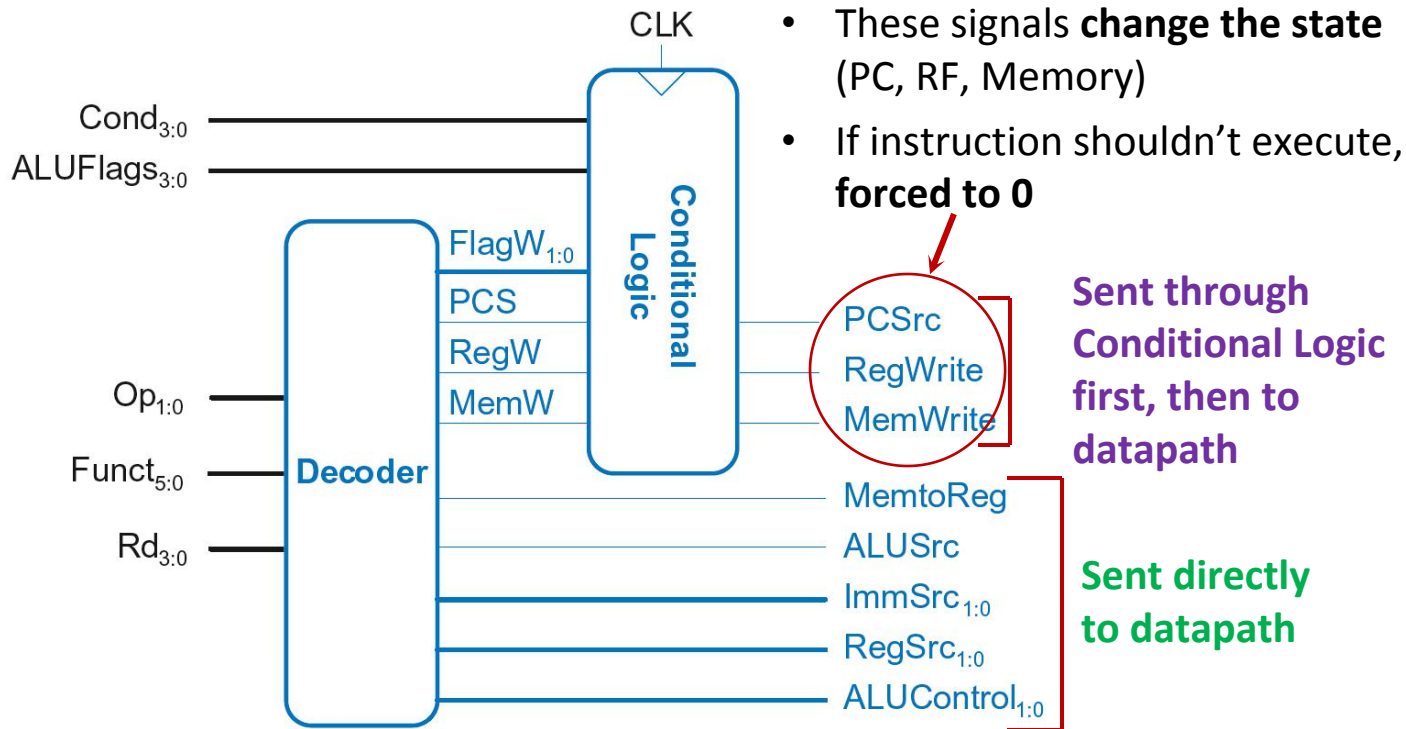 CLK
• These signals change the state
(PC, RF, Memory)
• If instruction shouldn’t execute,
forced to 0
Cond3:0
ALUFlags3:0
Conditional
Logic
FlagW1:0
PCS
RegW
MemW
Op1:0
Funct5:0
Rd3:0
Decoder
PCSrc
RegWrite
MemWrite
Sent through
Conditional Logic
first, then to
datapath
MemtoReg
ALUSrc
ImmSrc1:0
RegSrc1:0
ALUControl1:0
Sent directly
to datapath